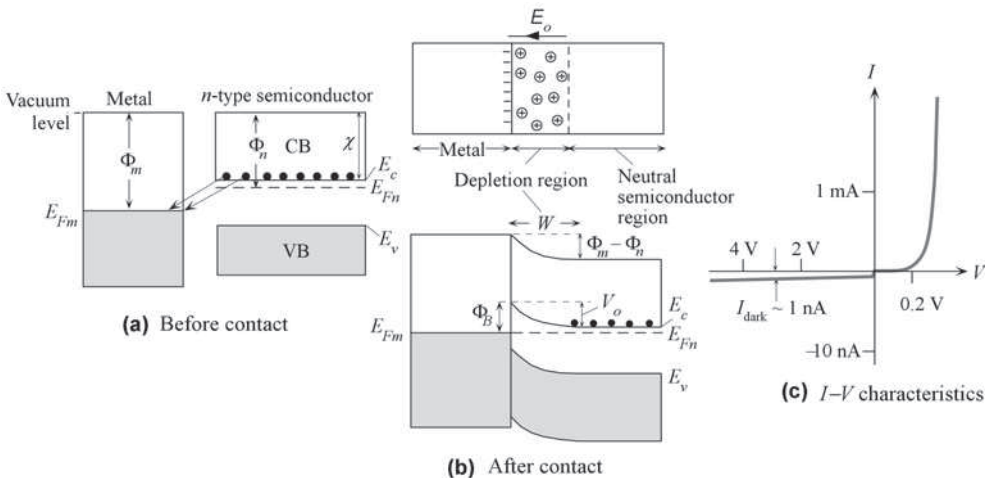 Vacuum
level
Metal
n-type semiconductor
Φm
Φn
CB
χ
Ec
EFn
EFm
VB
Ev
(a) Before contact
Eo
Metal
Depletion region
Neutral
semiconductor
region
W
Φm – Φn
ΦB
Vo
Ec
EFm
EFn
Ev
(b) After contact
I
1 mA
4 V
2 V
V
0.2 V
Idark ~ 1 nA
–10 nA
(c) I–V characteristics